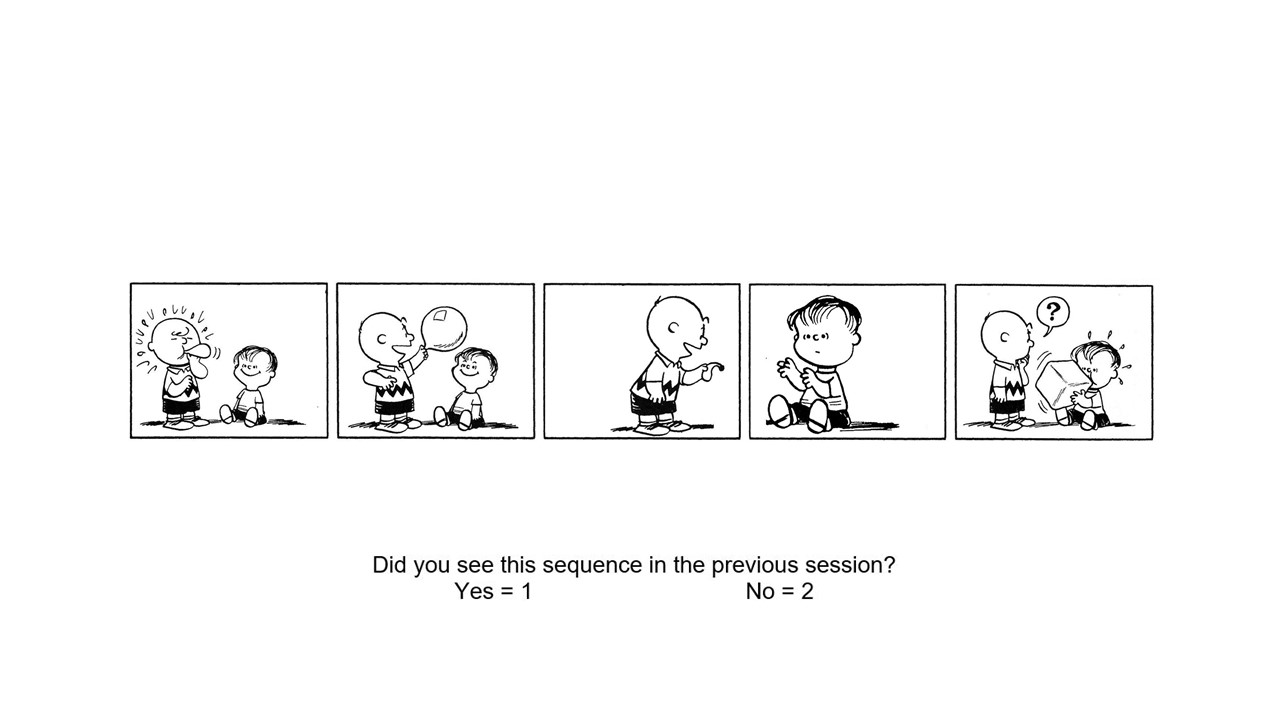 ?
Did you see this sequence in the previous session?
Yes = 1 No = 2